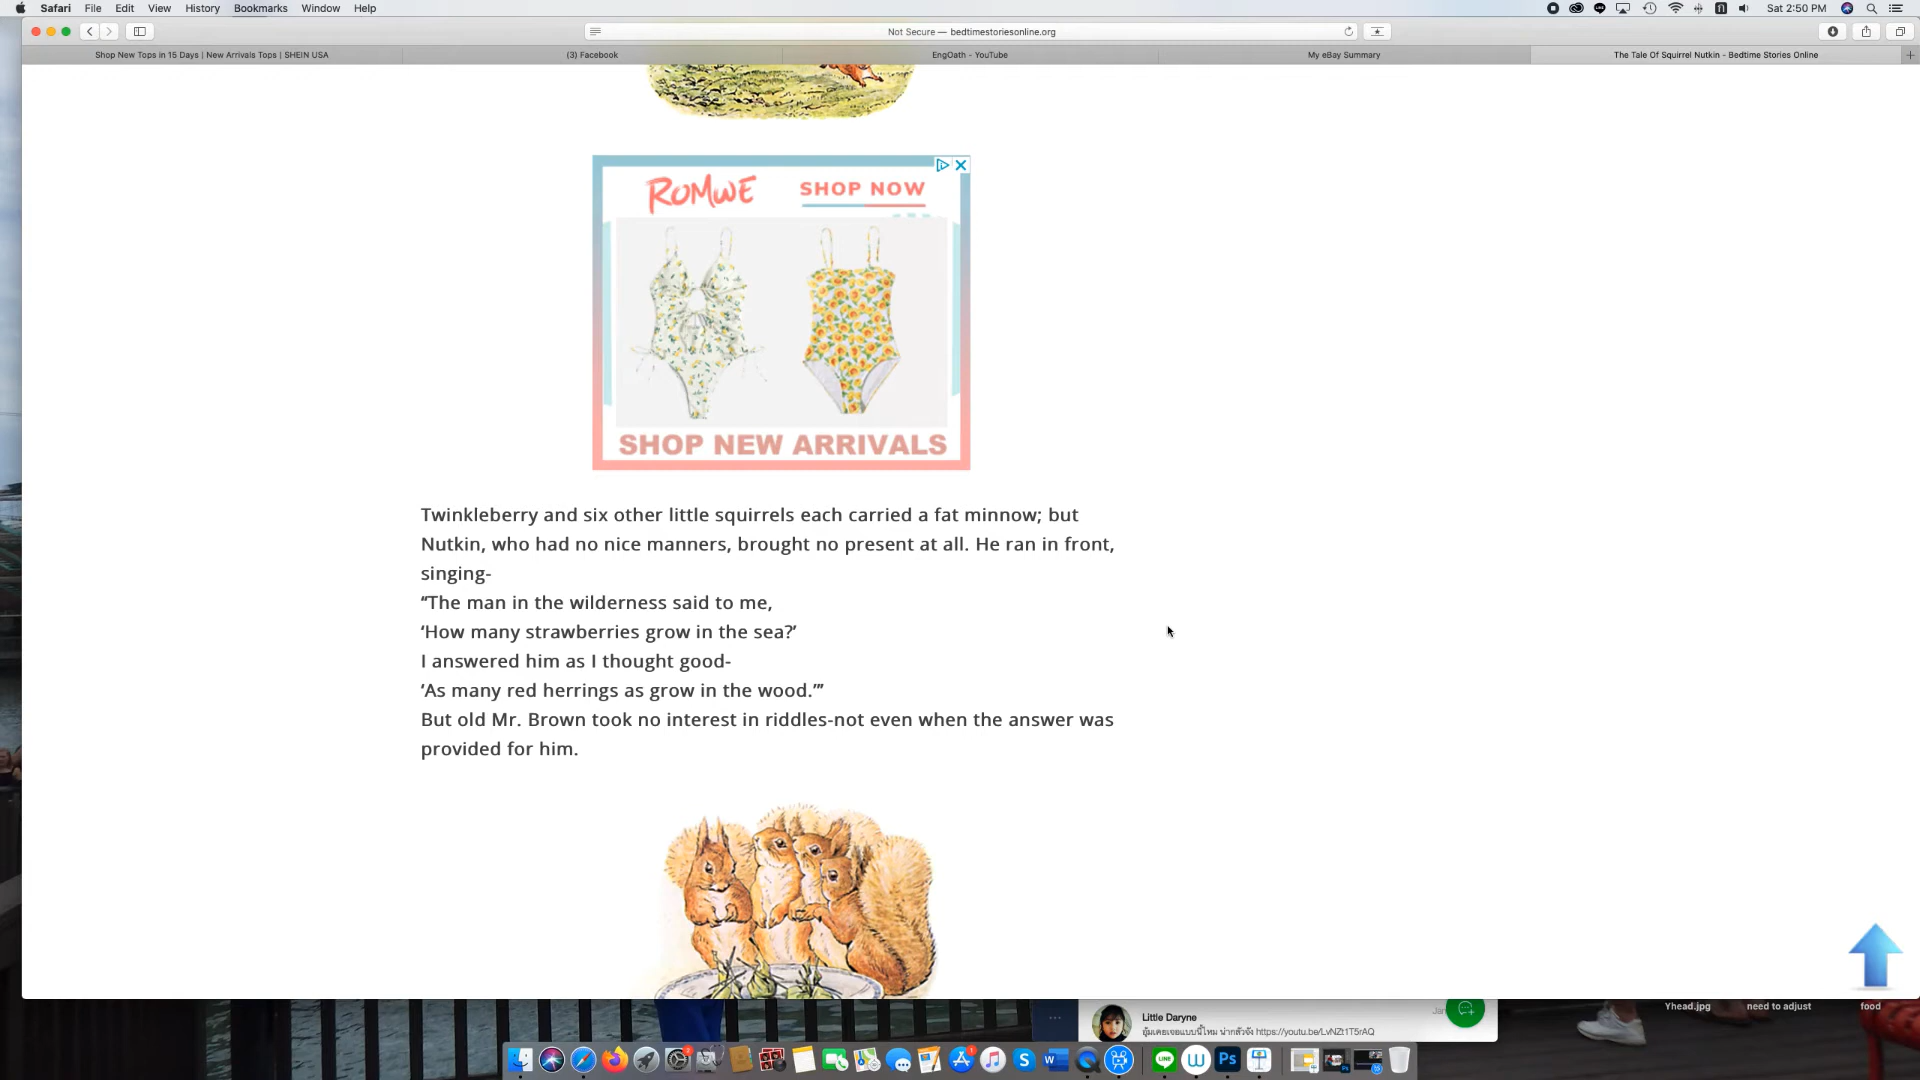 Safari File Edit View History Bookmarks Window Help
Sat 2:50 PM
Not Secure — bedtimestoriesonline.org
Shop New Tops in 15 Days | New Arrivals Tops | SHEIN USA
(3) Facebook
EngOath - YouTube
My eBay Summary
The Tale Of Squirrel Nutkin - Bedtime Stories Online
ROMWE SHOP NOW
SHOP NEW ARRIVALS
Twinkleberry and six other little squirrels each carried a fat minnow; but
Nutkin, who had no nice manners, brought no present at all. He ran in front,
singing-
“The man in the wilderness said to me,
‘How many strawberries grow in the sea?’
I answered him as I thought good-
‘As many red herrings as grow in the wood.’”
But old Mr. Brown took no interest in riddles-not even when the answer was
provided for him.
Yhead.jpg need to adjust food
Little Daryne
https://youtu.be/LvNZt1T5rAQ